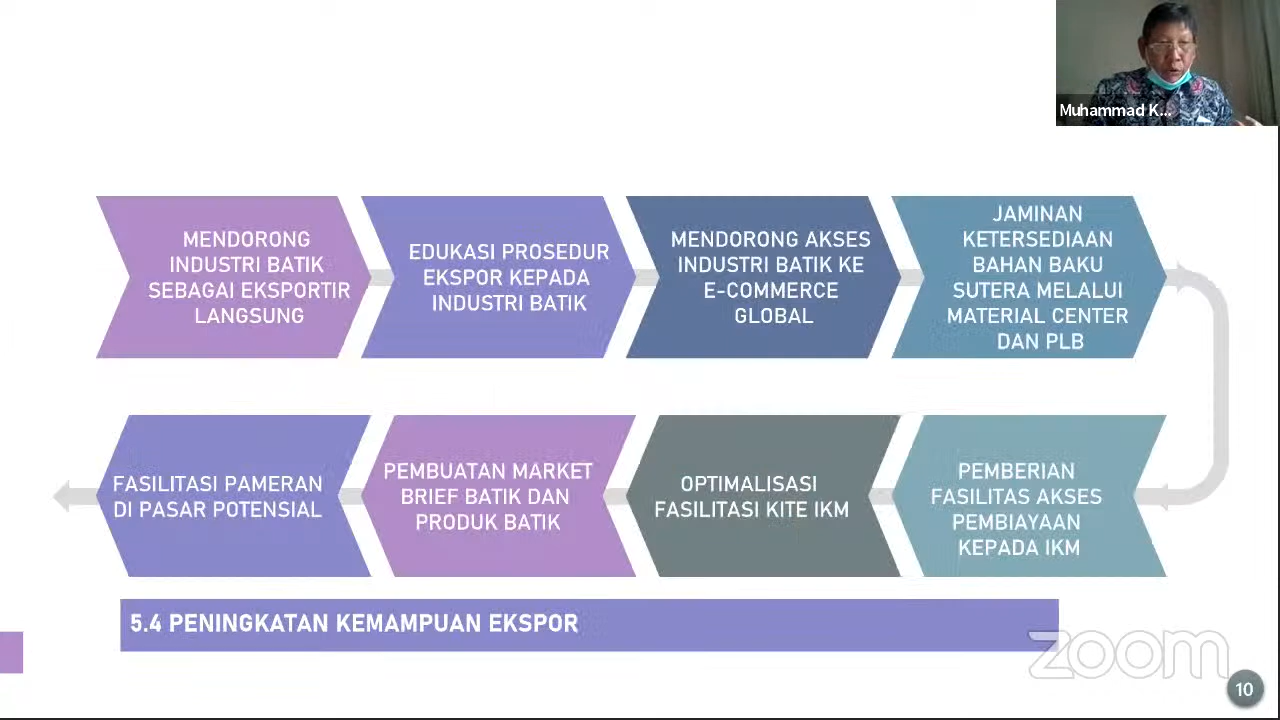 Muhammad K...
MENDORONG
INDUSTRI BATIK
SEBAGAI EKSPORTIR
LANGSUNG
EDUKASI PROSEDUR
EKSPOR KEPADA
INDUSTRI BATIK
MENDORONG AKSES
INDUSTRI BATIK KE
E-COMMERCE
GLOBAL
JAMINAN
KETERSEDIAAN
BAHAN BAKU
SUTERA MELALUI
MATERIAL CENTER
DAN PLB
PEMBERIAN
FASILITAS AKSES
PEMBIAYAAN
KEPADA IKM
OPTIMALISASI
FASILITASI KITE IKM
PEMBUATAN MARKET
BRIEF BATIK DAN
PRODUK BATIK
FASILITASI PAMERAN
DI PASAR POTENSIAL
5.4 PENINGKATAN KEMAMPUAN EKSPOR
zoom
10